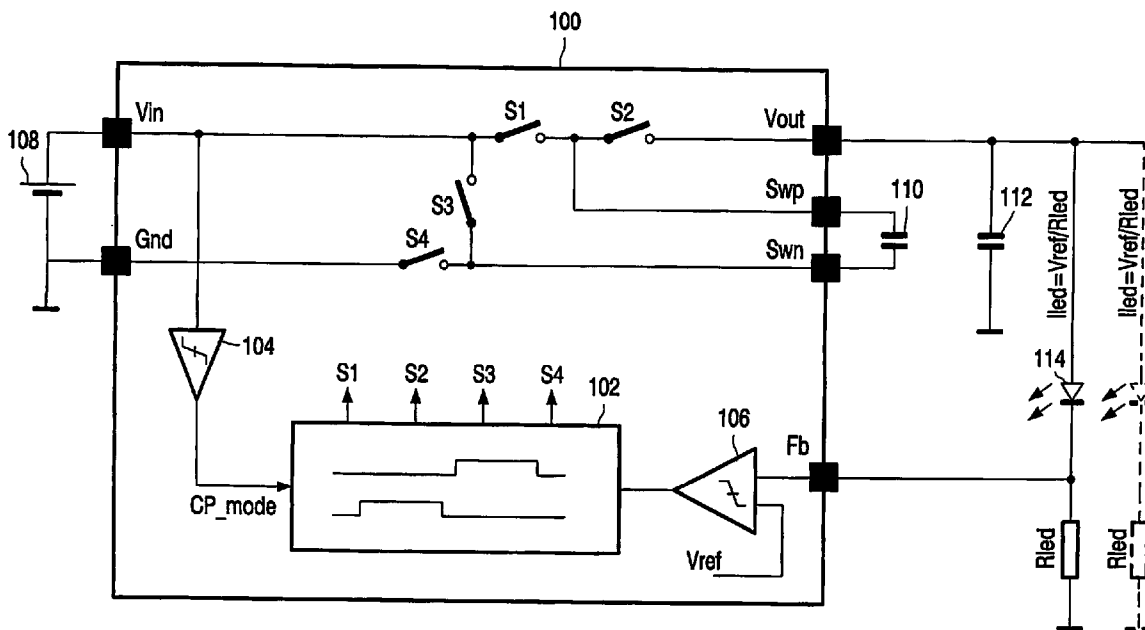 100
Vin
S1
S2
Vout
108
Swp
110
112
S3
Gnd
S4
Swn
Iled=Vref/Rled
Iled=Vref/Rled
104
114
S1
S2
S3
S4
102
106
Fb
CP_mode
Vref
Rled
Rled